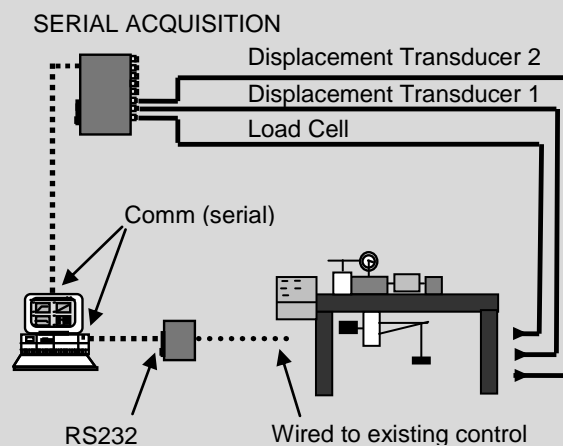 SERIAL ACQUISITION
Displacement Transducer 2
Displacement Transducer 1
Load Cell
Comm (serial)
RS232
Wired to existing control